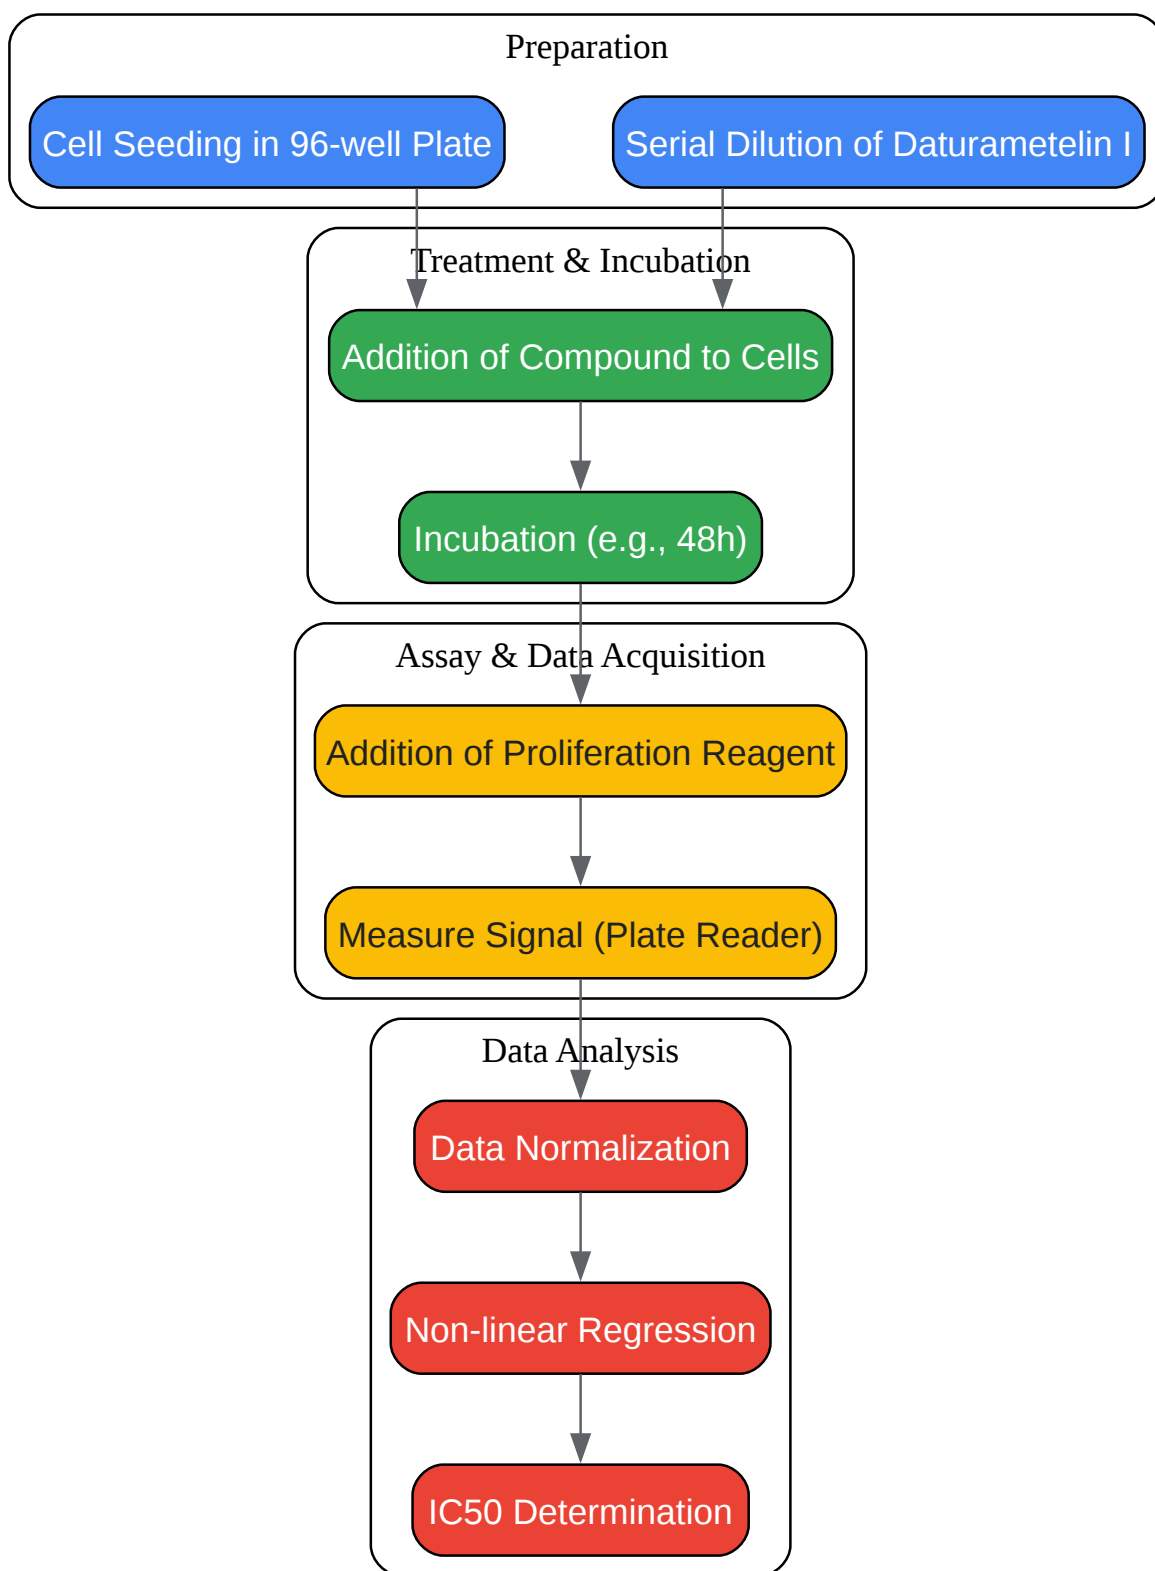 Preparation
Cell Seeding in 96-well Plate
Serial Dilution of Daturametelin I
Treatment & Incubation
Addition of Compound to Cells
Incubation (e.g., 48h)
Assay & Data Acquisition
Addition of Proliferation Reagent
Measure Signal (Plate Reader)
Data Analysis
Data Normalization
Non-linear Regression
IC50 Determination